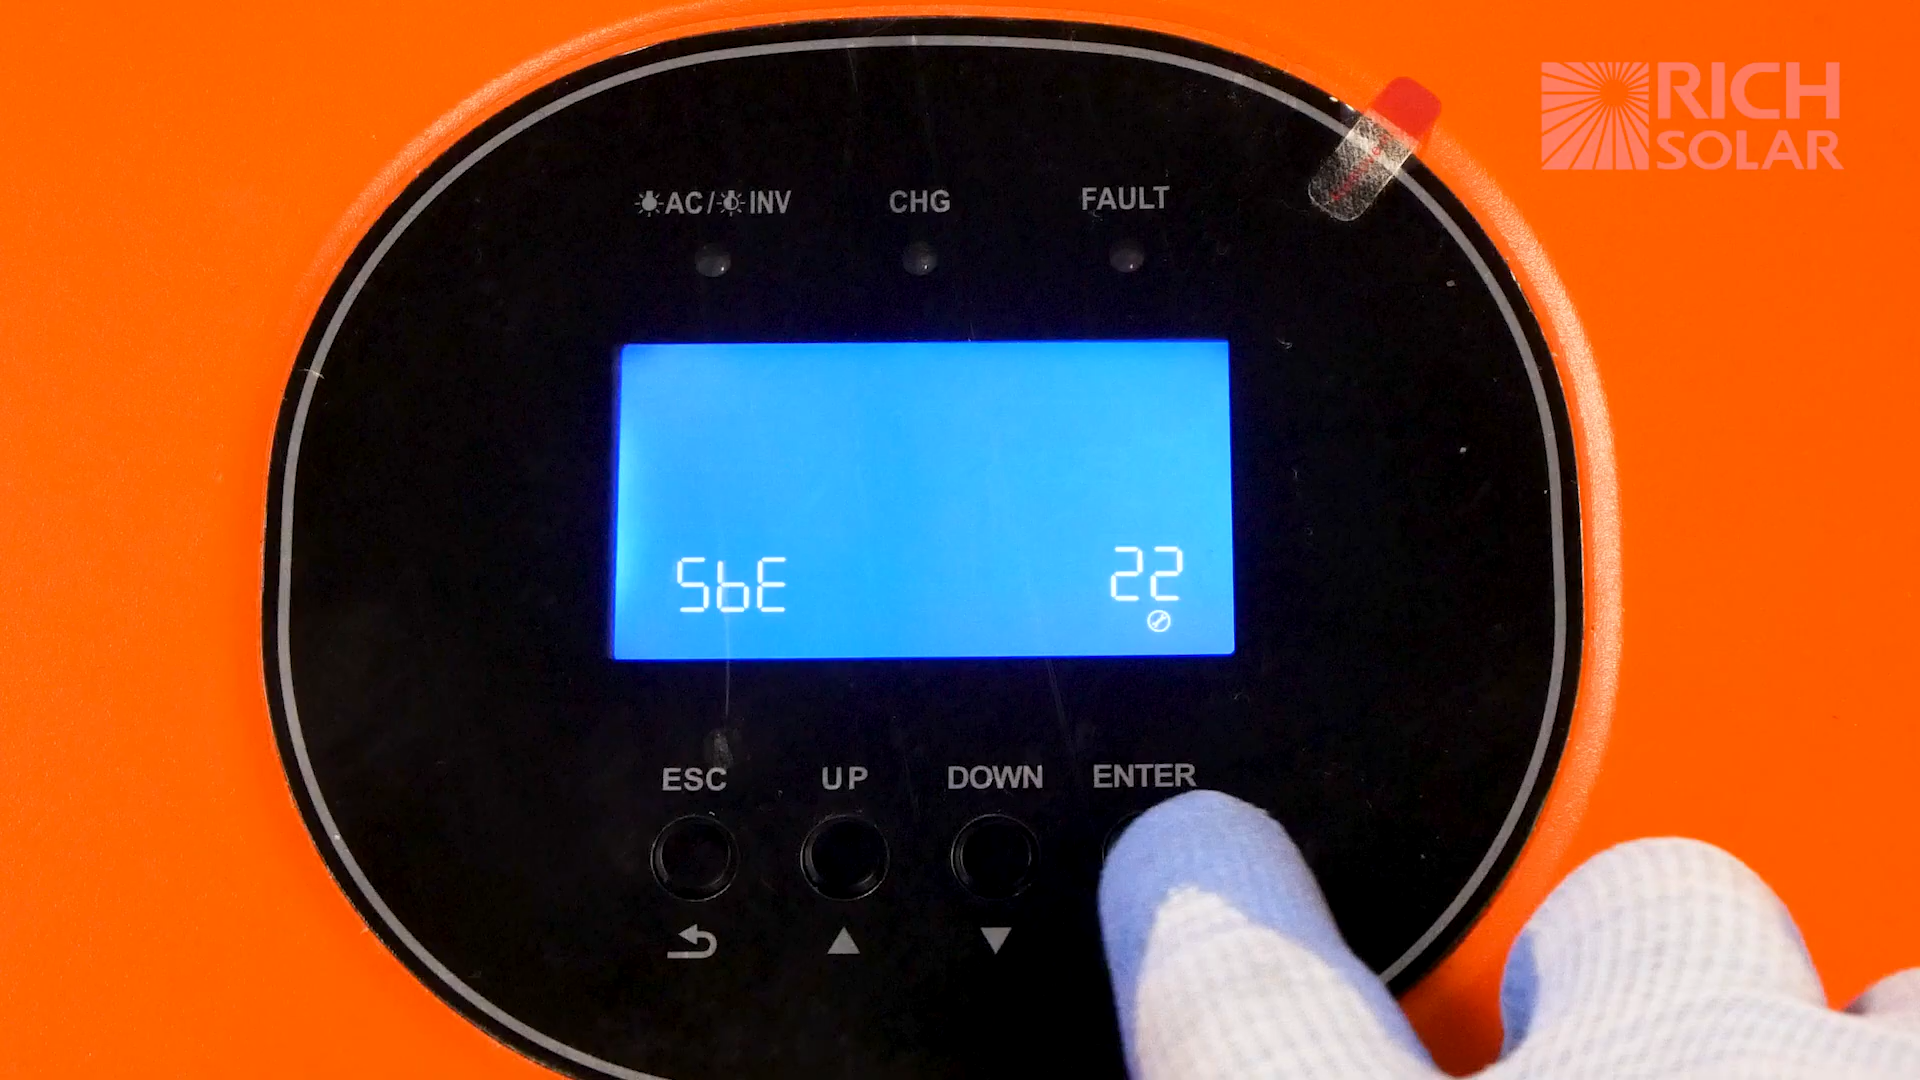 RICH
SOLAR
AC / INV
CHG
FAULT
SbE
22
ESC
UP
DOWN
ENTER